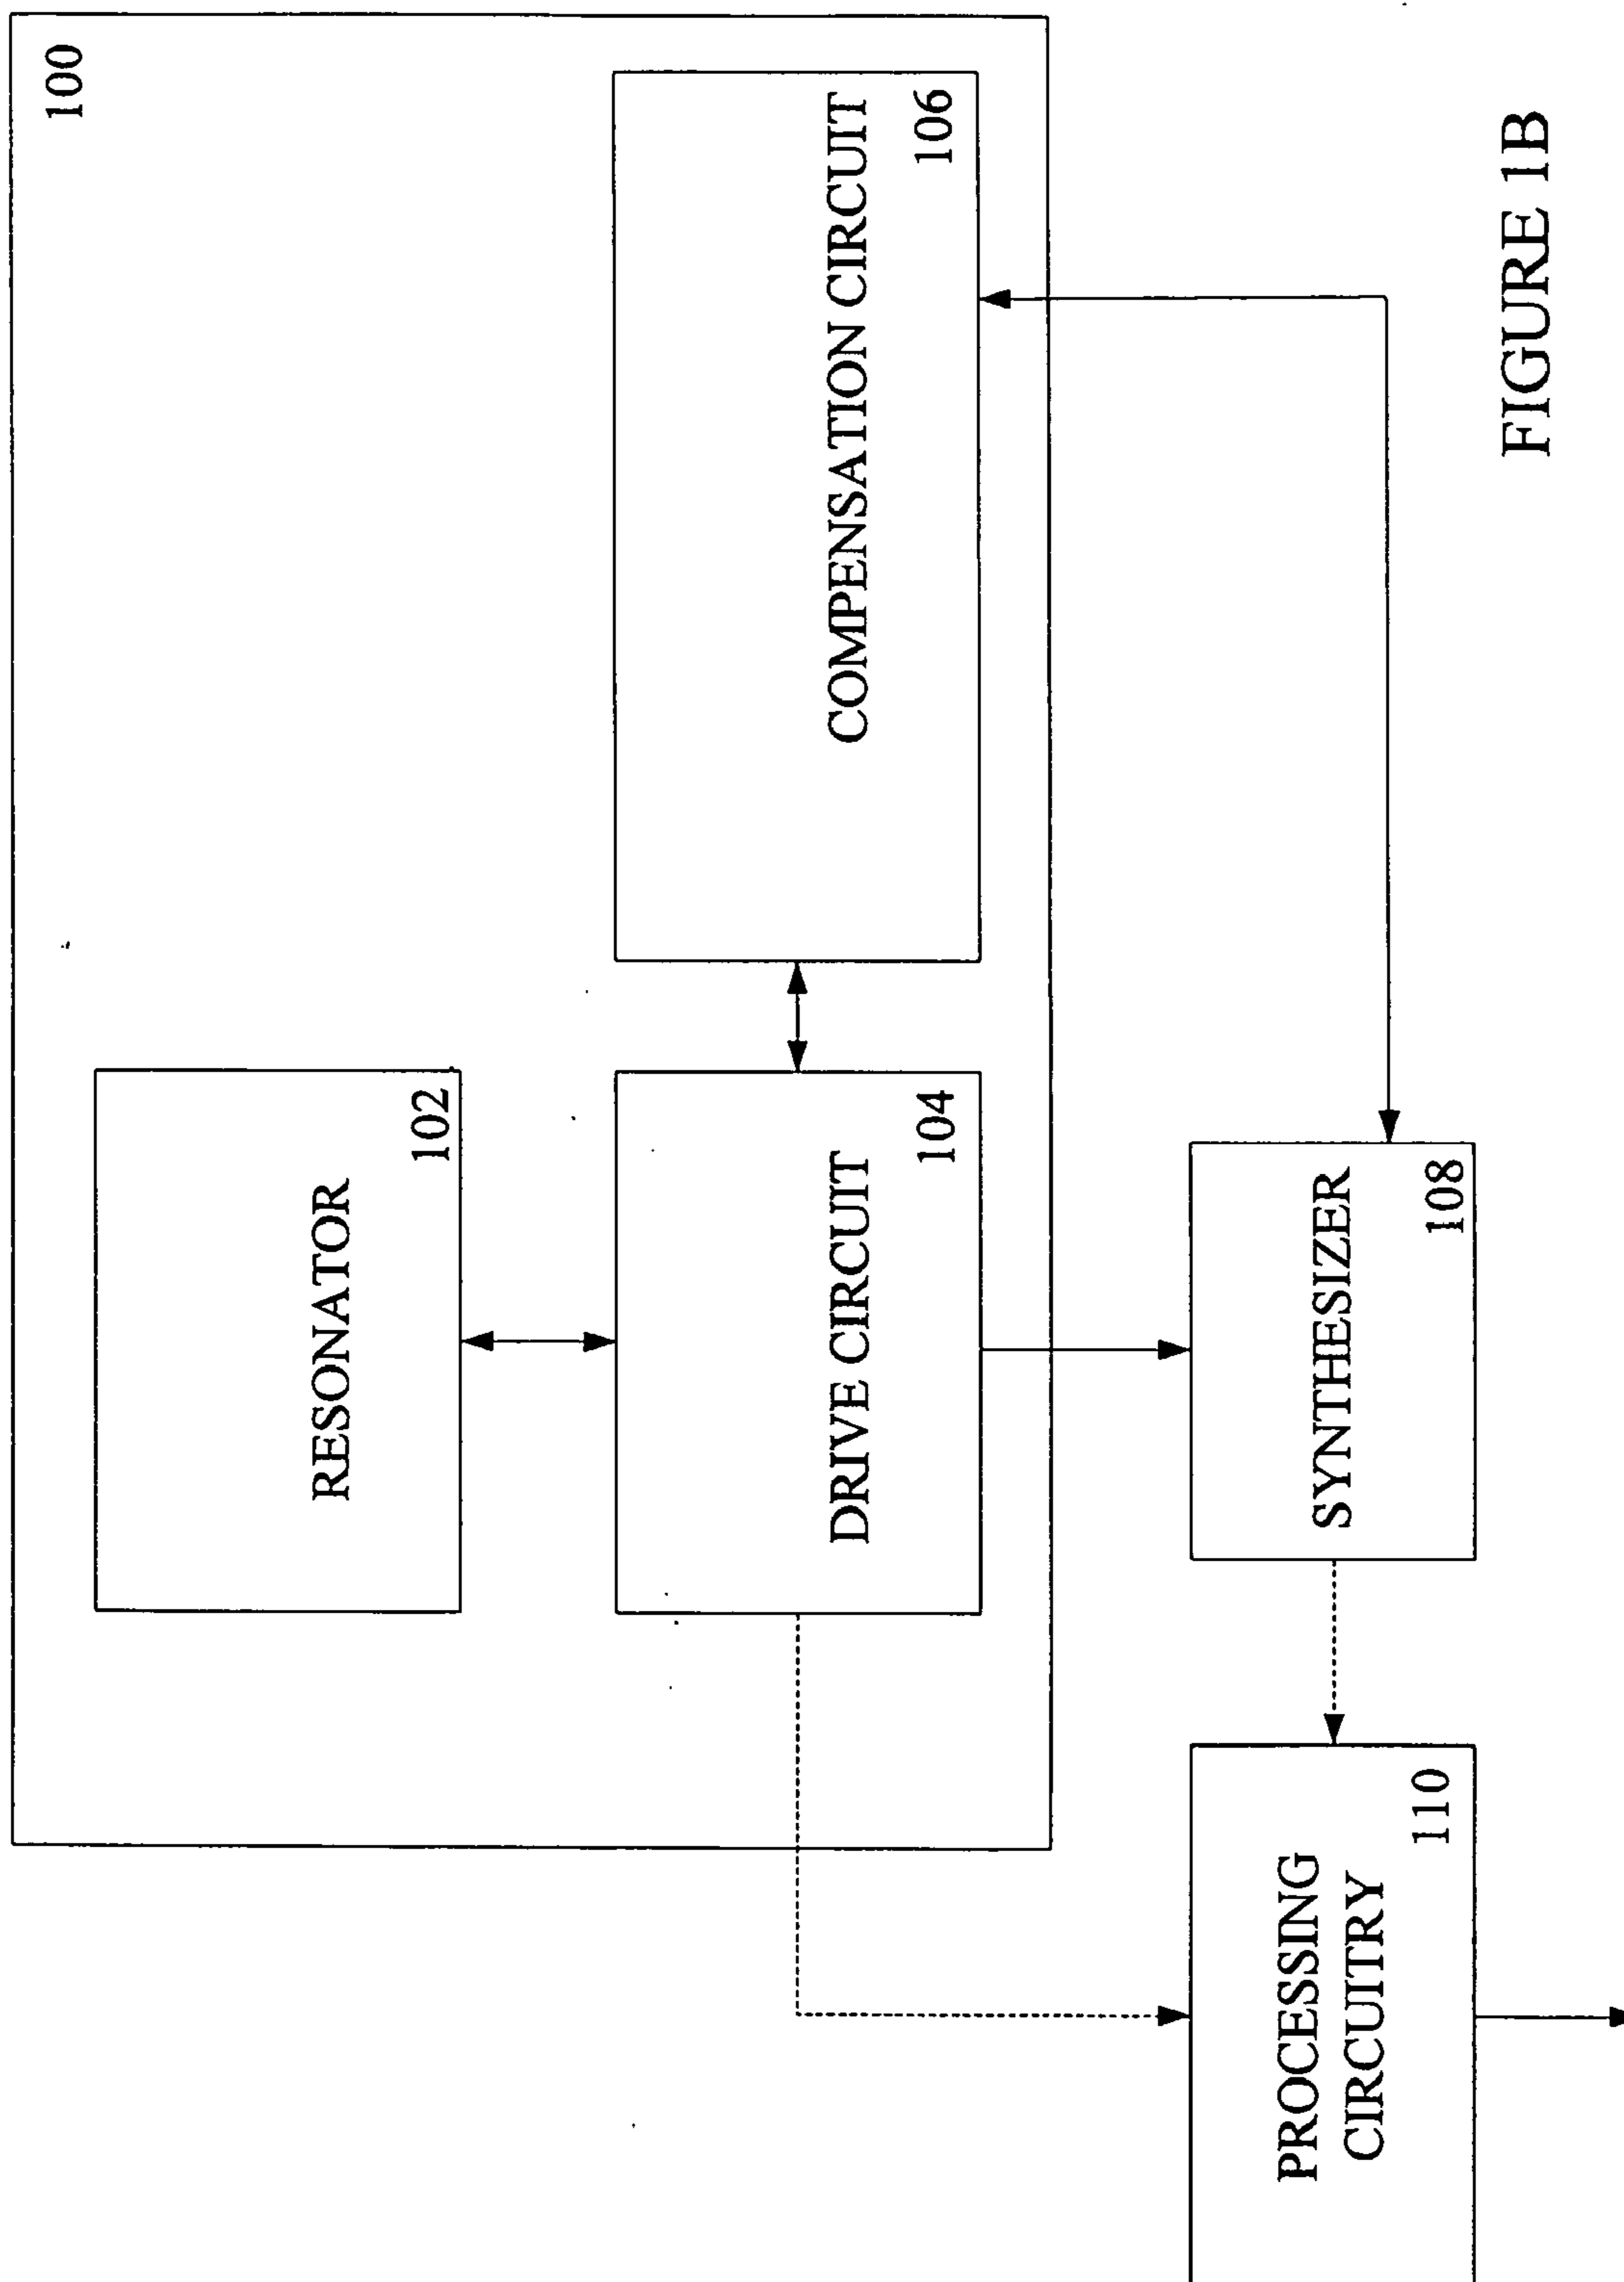 100
RESONATOR
102
PROCESSING
CIRCUITRY
110
DRIVE CIRCUIT
104
COMPENSATION CIRCUIT
106
SYNTHESIZER
108
FIGURE 1B